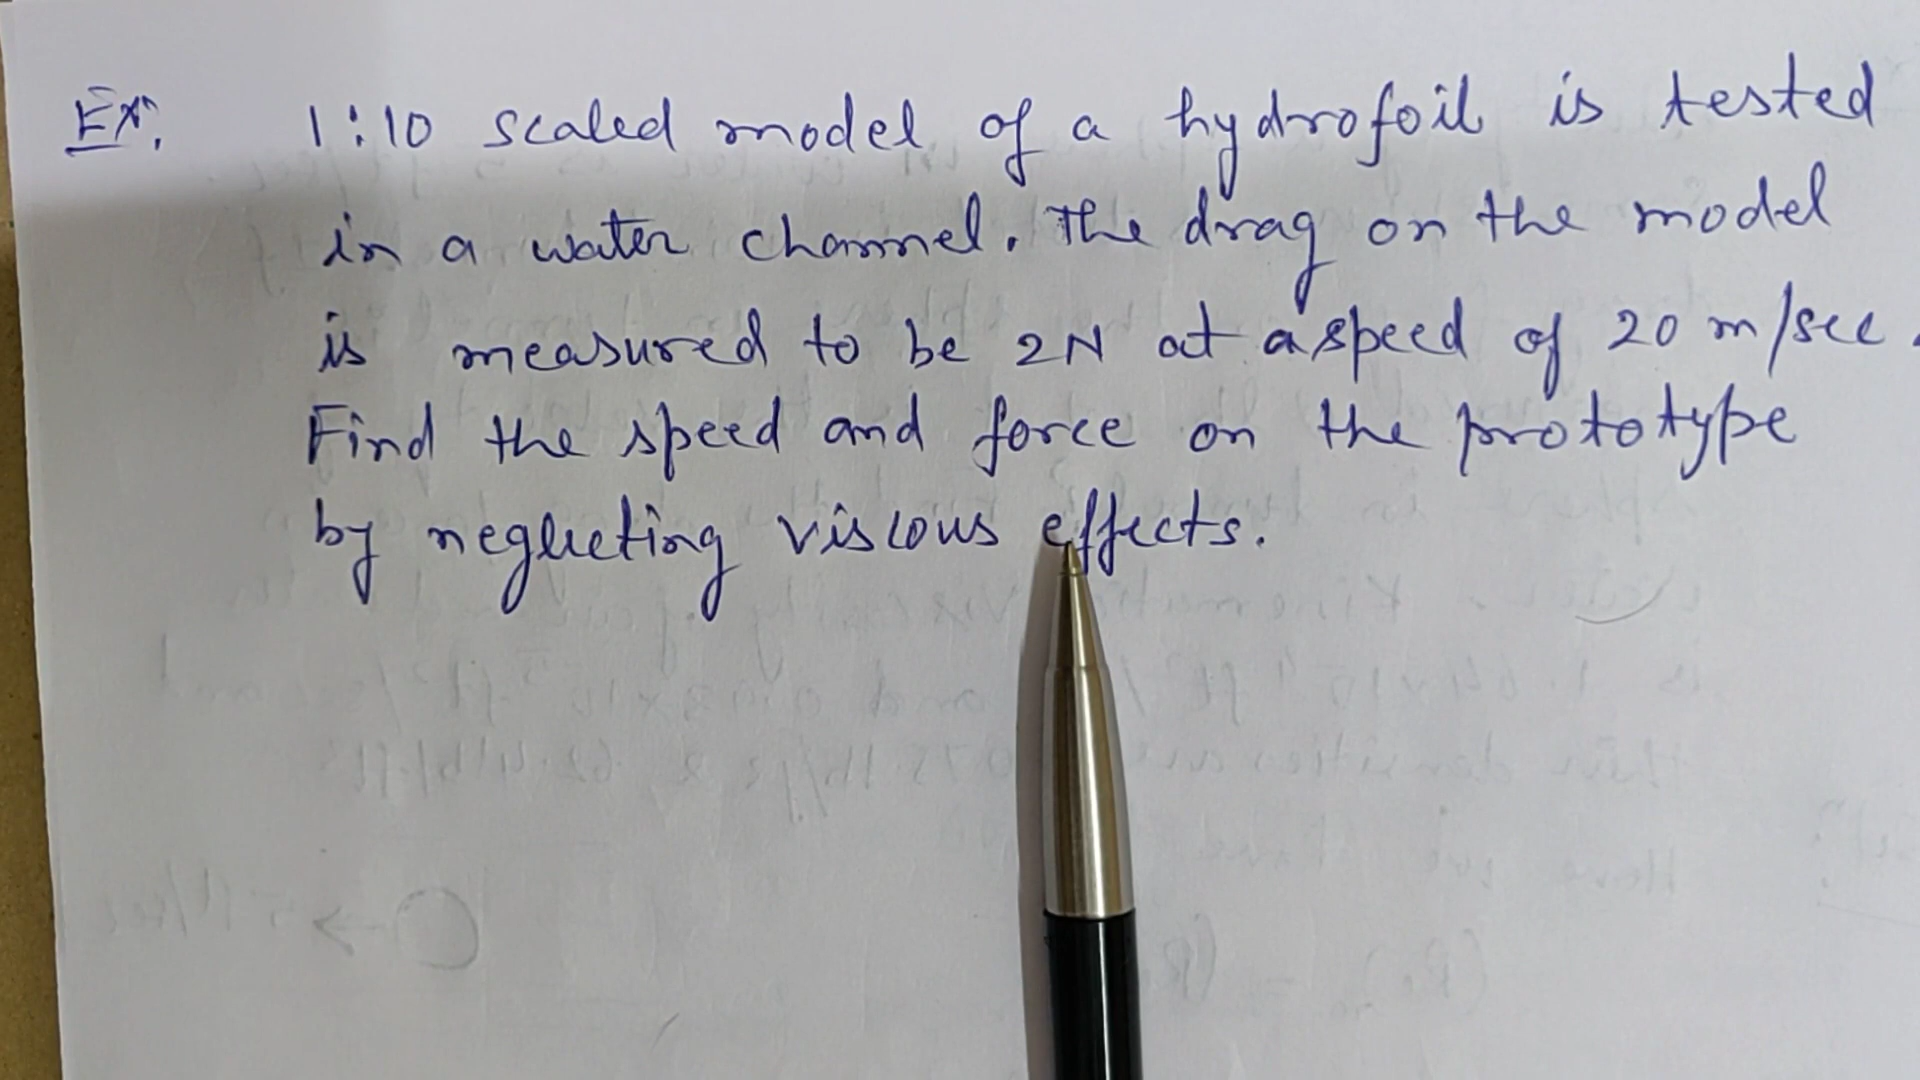 Ex. 1:10 scaled model of a hydrofoil is tested
in a water channel. The drag on the model
is measured to be 2N at a speed of 20 m/sec.
Find the speed and force on the prototype
by neglecting viscous effects.